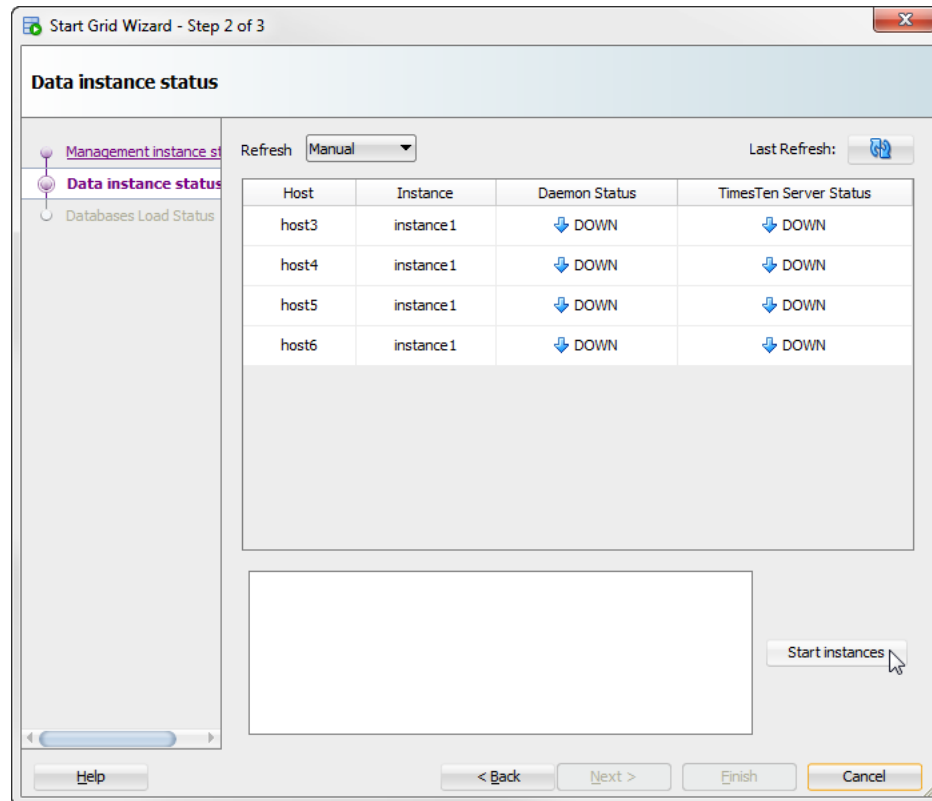 Start Grid Wizard - Step 2 of 3
X
Data instance status
Management instance st
Data instance status
Databases Load Status
Refresh Manual Last Refresh:
Host Instance Daemon Status TimesTen Server Status
host3 instance1 DOWN DOWN
host4 instance1 DOWN DOWN
host5 instance1 DOWN DOWN
host6 instance1 DOWN DOWN
Start instances
Help < Back Next > Finish Cancel